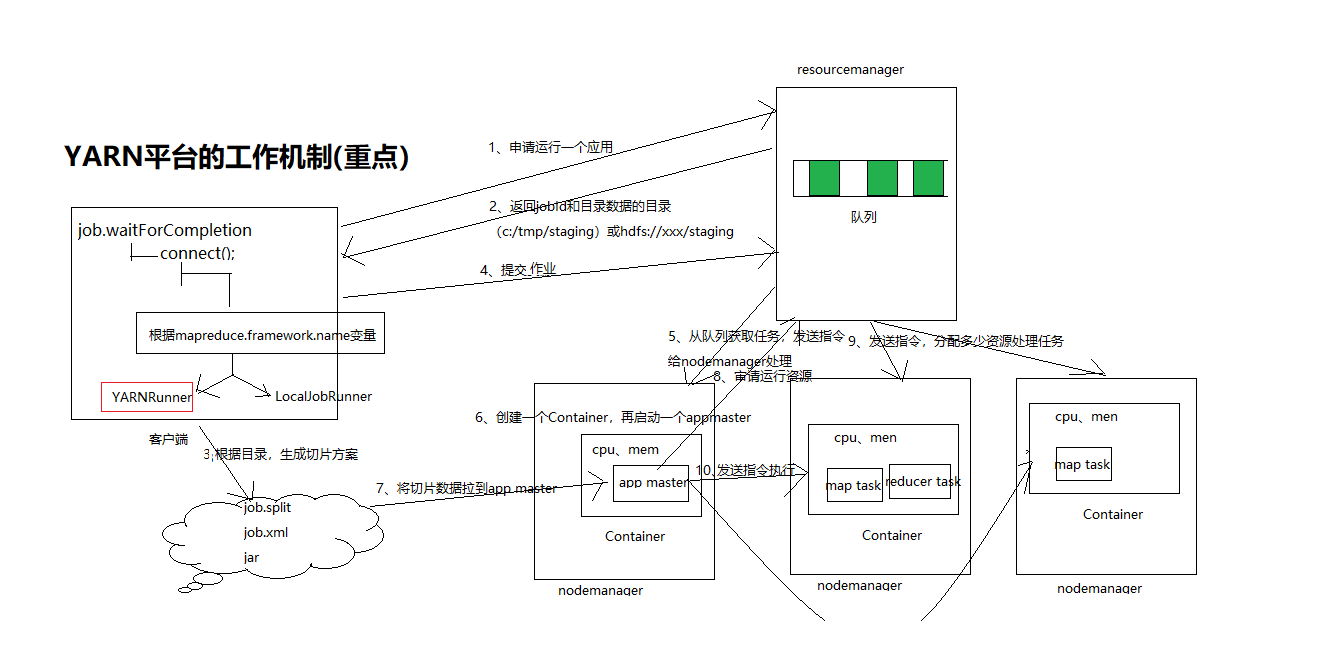 resourcemanager
YARN平台的工作机制(重点)
1、申请运行一个应用
2、返回jobid和目录数据的目录
（c:/tmp/staging）或hdfs://xxx/staging
队列
job.waitForCompletion
connect();
4、提交 作业
根据mapreduce.framework.name变量
5、从队列获取任务，发送指令
给nodemanager处理
9、发送指令，分配多少资源处理任务
8、审请运行资源
YARNRunner
LocalJobRunner
客户端
3、根据目录，生成切片方案
6、创建一个Container，再启动一个appmaster
cpu、mem
app master
Container
nodemanager
7、将切片数据拉到app master
job.split
job.xml
jar
10、发送指令执行
cpu、men
map task
reducer task
Container
nodemanager
cpu、men
map task
Container
nodemanager